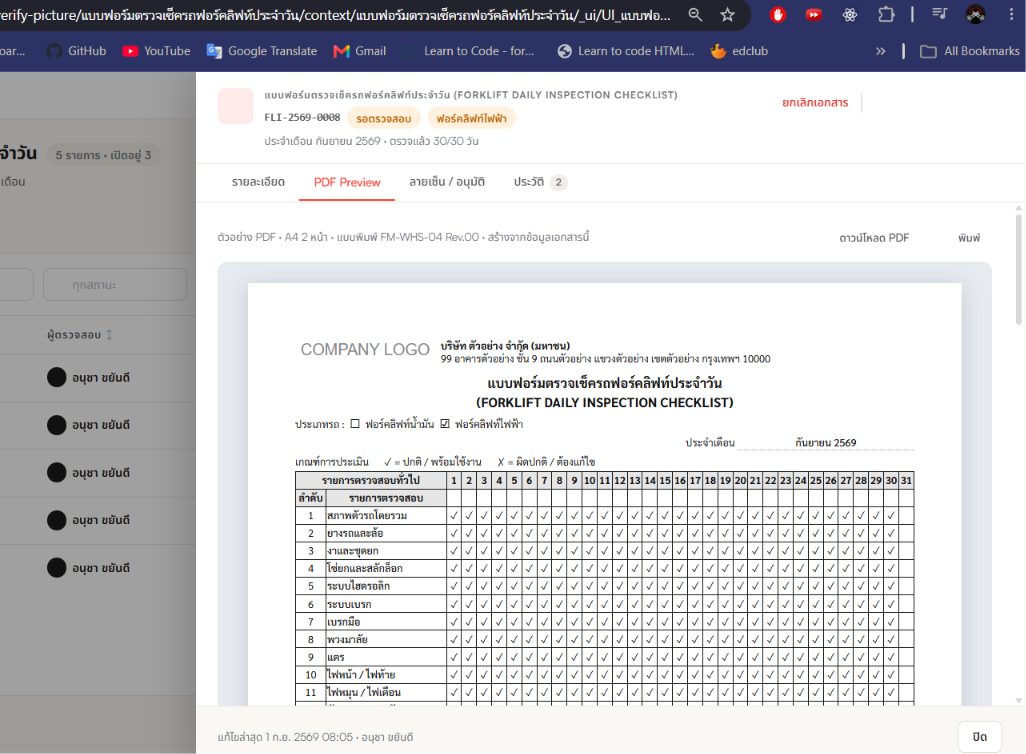 erify-picture/แบบฟอร์มตรวจเช็ครถฟอร์คลิฟท์ประจำวัน/context/แบบฟอร์มตรวจเช็ครถฟอร์คลิฟท์ประจำวัน/_ui/UI_แบบฟอ...
oar... GitHub YouTube Google Translate Gmail Learn to Code - for... Learn to code HTML... edclub » All Bookmarks
จำวัน 5 รายการ • เปิดอยู่ 3
เดือน
ทุกสถานะ
ผู้ตรวจสอบ
อนุชา ขยันดี
อนุชา ขยันดี
อนุชา ขยันดี
อนุชา ขยันดี
อนุชา ขยันดี
แบบฟอร์มตรวจเช็ครถฟอร์คลิฟท์ประจำวัน (FORKLIFT DAILY INSPECTION CHECKLIST)
FLI-2569-0008 รอตรวจสอบ ฟอร์คลิฟท์ไฟฟ้า
ประจำเดือน กันยายน 2569 • ตรวจแล้ว 30/30 วัน
ยกเลิกเอกสาร
รายละเอียด PDF Preview ลายเซ็น / อนุมัติ ประวัติ 2
ตัวอย่าง PDF • A4 2 หน้า • แบบพิมพ์ FM-WHS-04 Rev.00 • สร้างจากข้อมูลเอกสารนี้ ดาวน์โหลด PDF พิมพ์
COMPANY LOGO
บริษัท ตัวอย่าง จำกัด (มหาชน)
99 อาคารตัวอย่าง ชั้น 9 ถนนตัวอย่าง แขวงตัวอย่าง เขตตัวอย่าง กรุงเทพฯ 10000
แบบฟอร์มตรวจเช็ครถฟอร์คลิฟท์ประจำวัน
(FORKLIFT DAILY INSPECTION CHECKLIST)
ประเภทรถ : ☐ ฟอร์คลิฟท์น้ำมัน ☑ ฟอร์คลิฟท์ไฟฟ้า
ประจำเดือน กันยายน 2569
เกณฑ์การประเมิน ✓ = ปกติ / พร้อมใช้งาน X = ผิดปกติ / ต้องแก้ไข
รายการตรวจสอบทั่วไป 1 2 3 4 5 6 7 8 9 10 11 12 13 14 15 16 17 18 19 20 21 22 23 24 25 26 27 28 29 30 31
ลำดับ รายการตรวจสอบ
1 สภาพตัวรถโดยรวม ✓ ✓ ✓ ✓ ✓ ✓ ✓ ✓ ✓ ✓ ✓ ✓ ✓ ✓ ✓ ✓ ✓ ✓ ✓ ✓ ✓ ✓ ✓ ✓ ✓ ✓ ✓ ✓ ✓ ✓
2 ยางรถและล้อ ✓ ✓ ✓ ✓ ✓ ✓ ✓ ✓ ✓ ✓ ✓ ✓ ✓ ✓ ✓ ✓ ✓ ✓ ✓ ✓ ✓ ✓ ✓ ✓ ✓ ✓ ✓ ✓ ✓ ✓
3 งาและชุดยก ✓ ✓ ✓ ✓ ✓ ✓ ✓ ✓ ✓ ✓ ✓ ✓ ✓ ✓ ✓ ✓ ✓ ✓ ✓ ✓ ✓ ✓ ✓ ✓ ✓ ✓ ✓ ✓ ✓ ✓
4 โซ่ยกและสลักล็อก ✓ ✓ ✓ ✓ ✓ ✓ ✓ ✓ ✓ ✓ ✓ ✓ ✓ ✓ ✓ ✓ ✓ ✓ ✓ ✓ ✓ ✓ ✓ ✓ ✓ ✓ ✓ ✓ ✓ ✓
5 ระบบไฮดรอลิก ✓ ✓ ✓ ✓ ✓ ✓ ✓ ✓ ✓ ✓ ✓ ✓ ✓ ✓ ✓ ✓ ✓ ✓ ✓ ✓ ✓ ✓ ✓ ✓ ✓ ✓ ✓ ✓ ✓ ✓
6 ระบบเบรก ✓ ✓ ✓ ✓ ✓ ✓ ✓ ✓ ✓ ✓ ✓ ✓ ✓ ✓ ✓ ✓ ✓ ✓ ✓ ✓ ✓ ✓ ✓ ✓ ✓ ✓ ✓ ✓ ✓ ✓
7 เบรกมือ ✓ ✓ ✓ ✓ ✓ ✓ ✓ ✓ ✓ ✓ ✓ ✓ ✓ ✓ ✓ ✓ ✓ ✓ ✓ ✓ ✓ ✓ ✓ ✓ ✓ ✓ ✓ ✓ ✓ ✓
8 พวงมาลัย ✓ ✓ ✓ ✓ ✓ ✓ ✓ ✓ ✓ ✓ ✓ ✓ ✓ ✓ ✓ ✓ ✓ ✓ ✓ ✓ ✓ ✓ ✓ ✓ ✓ ✓ ✓ ✓ ✓ ✓
9 แตร ✓ ✓ ✓ ✓ ✓ ✓ ✓ ✓ ✓ ✓ ✓ ✓ ✓ ✓ ✓ ✓ ✓ ✓ ✓ ✓ ✓ ✓ ✓ ✓ ✓ ✓ ✓ ✓ ✓ ✓
10 ไฟหน้า / ไฟท้าย ✓ ✓ ✓ ✓ ✓ ✓ ✓ ✓ ✓ ✓ ✓ ✓ ✓ ✓ ✓ ✓ ✓ ✓ ✓ ✓ ✓ ✓ ✓ ✓ ✓ ✓ ✓ ✓ ✓ ✓
11 ไฟหมุน / ไฟเตือน ✓ ✓ ✓ ✓ ✓ ✓ ✓ ✓ ✓ ✓ ✓ ✓ ✓ ✓ ✓ ✓ ✓ ✓ ✓ ✓ ✓ ✓ ✓ ✓ ✓ ✓ ✓ ✓ ✓ ✓
แก้ไขล่าสุด 1 ก.ย. 2569 08:05 • อนุชา ขยันดี ปิด